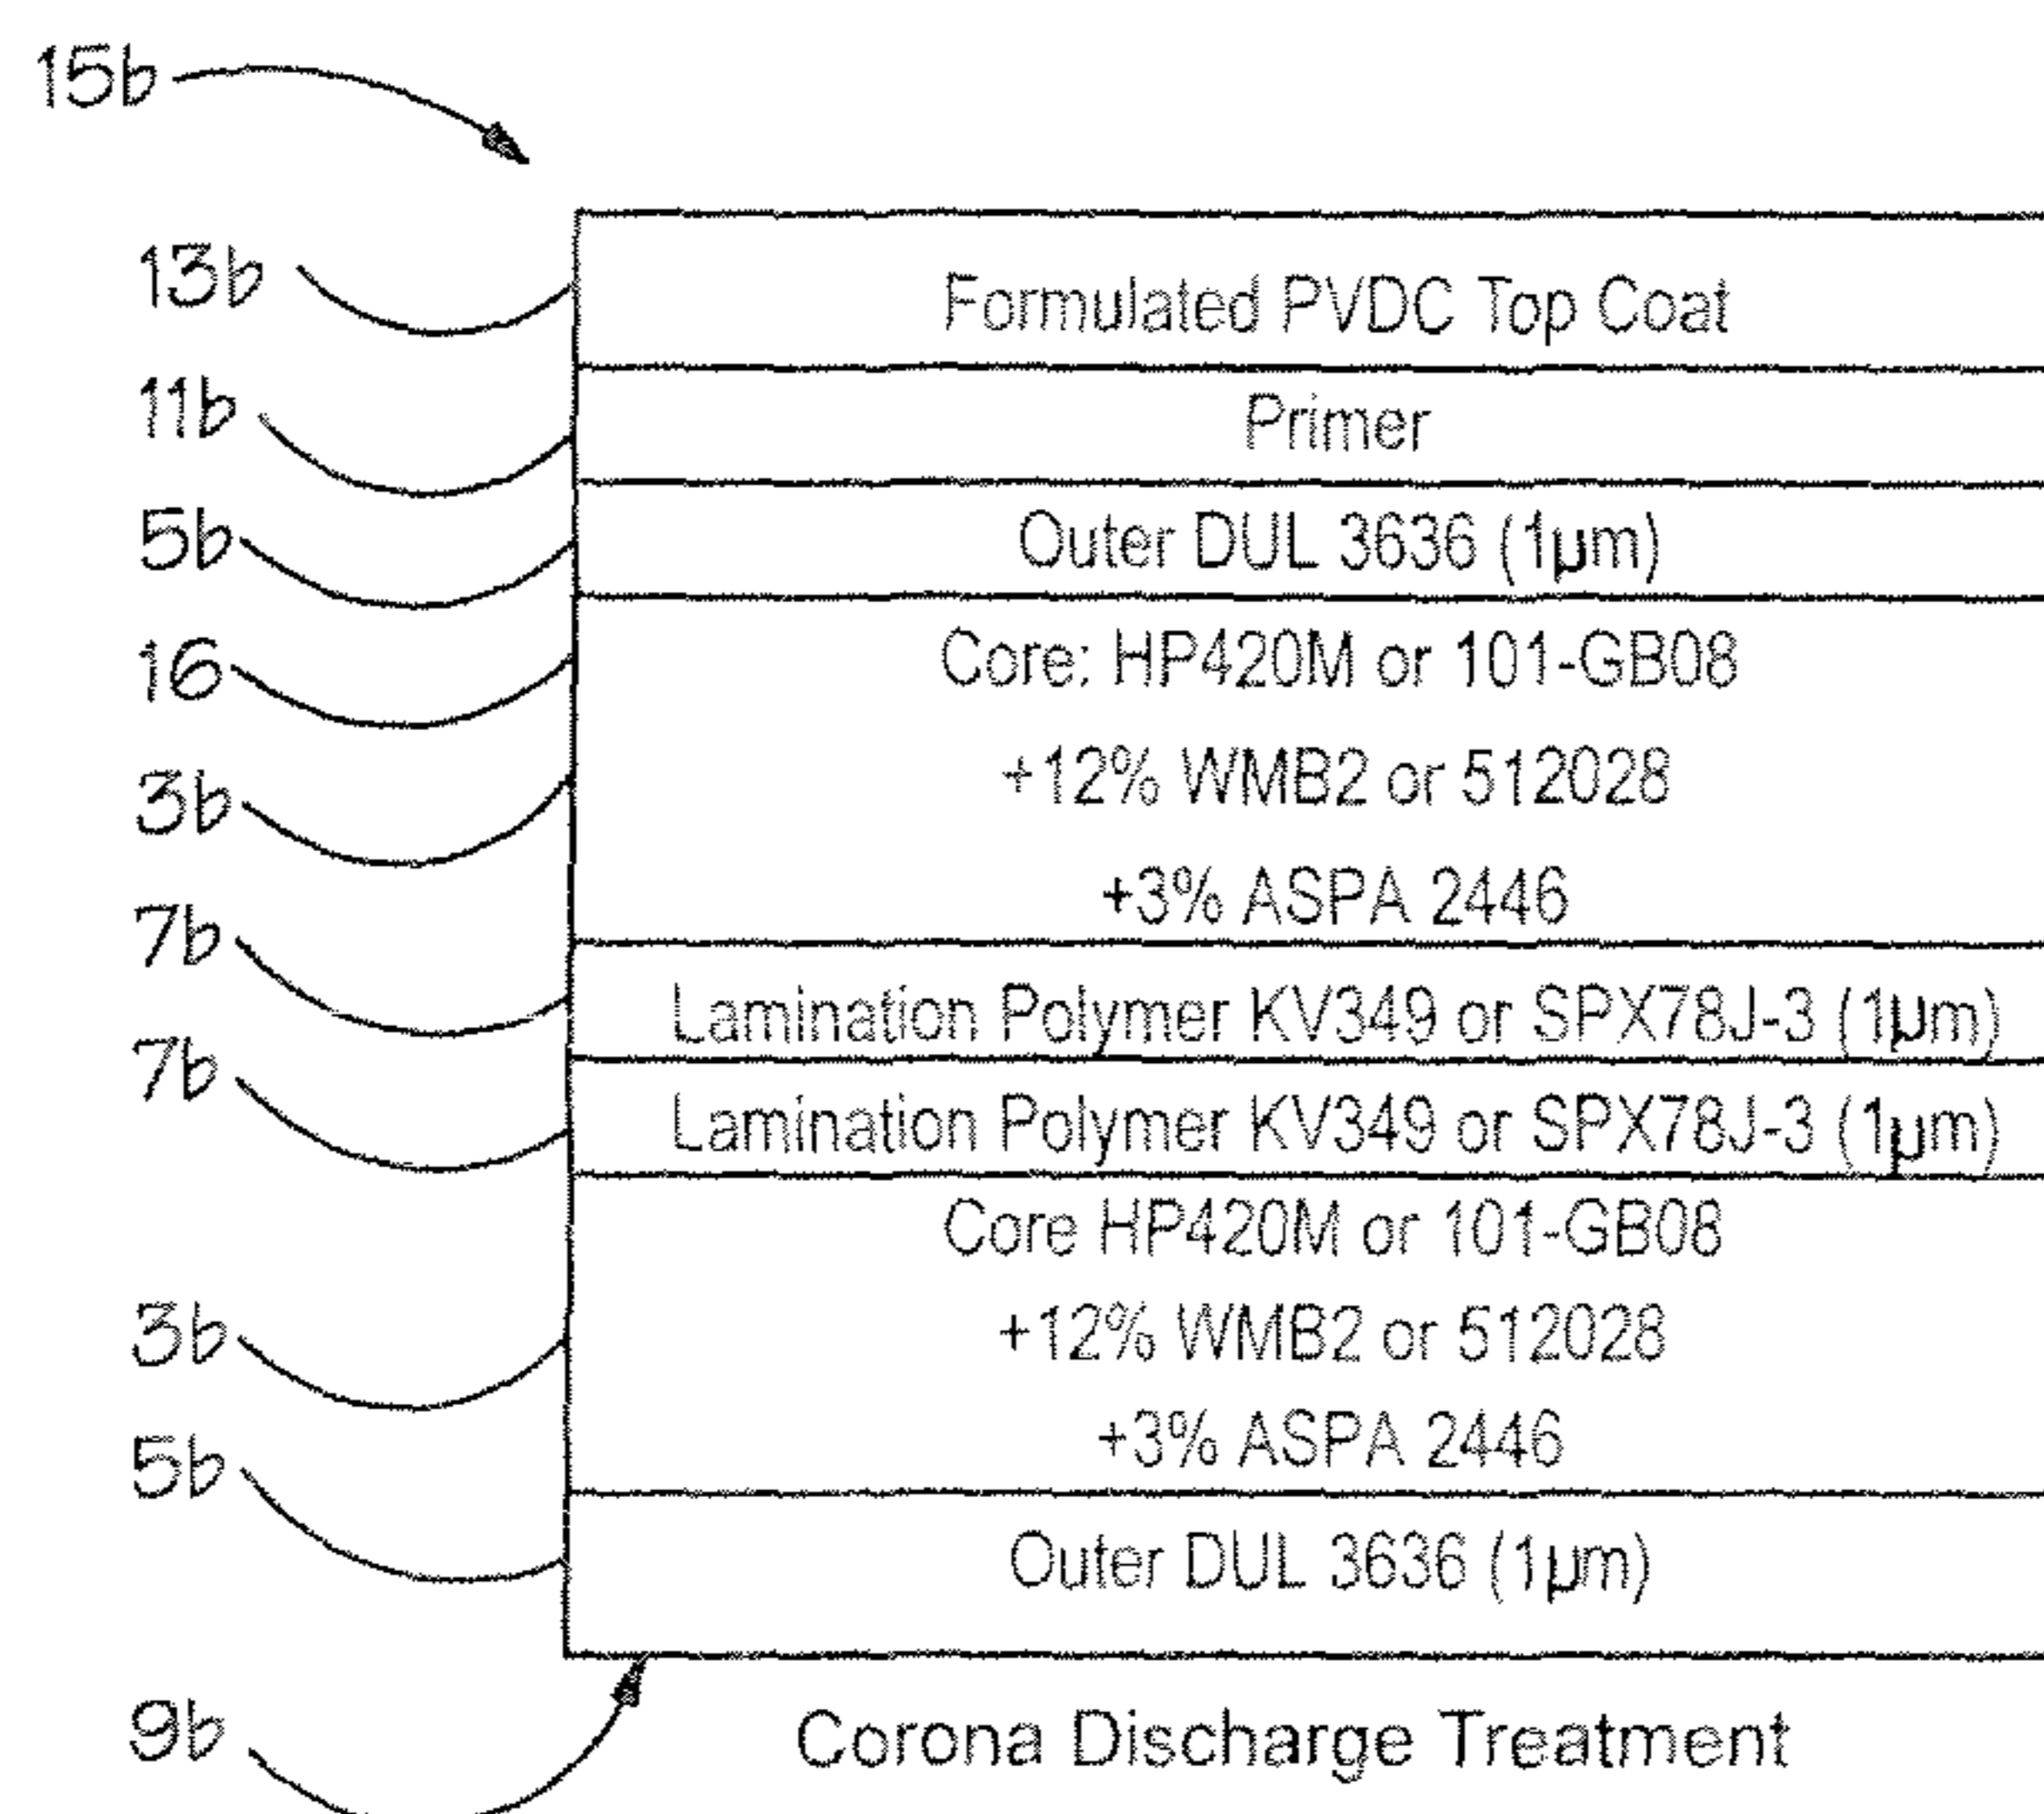 15b
13b
Formulated PVDC Top Coat
11b
Primer
5b
Outer DUL 3636 (1µm)
16
Core: HP420M or 101-GB08
3b
+12% WMB2 or 512028
+3% ASPA 2446
7b
Lamination Polymer KV349 or SPX78J-3 (1µm)
7b
Lamination Polymer KV349 or SPX78J-3 (1µm)
Core HP420M or 101-GB08
3b
+12% WMB2 or 512028
+3% ASPA 2446
5b
Outer DUL 3636 (1µm)
9b
Corona Discharge Treatment